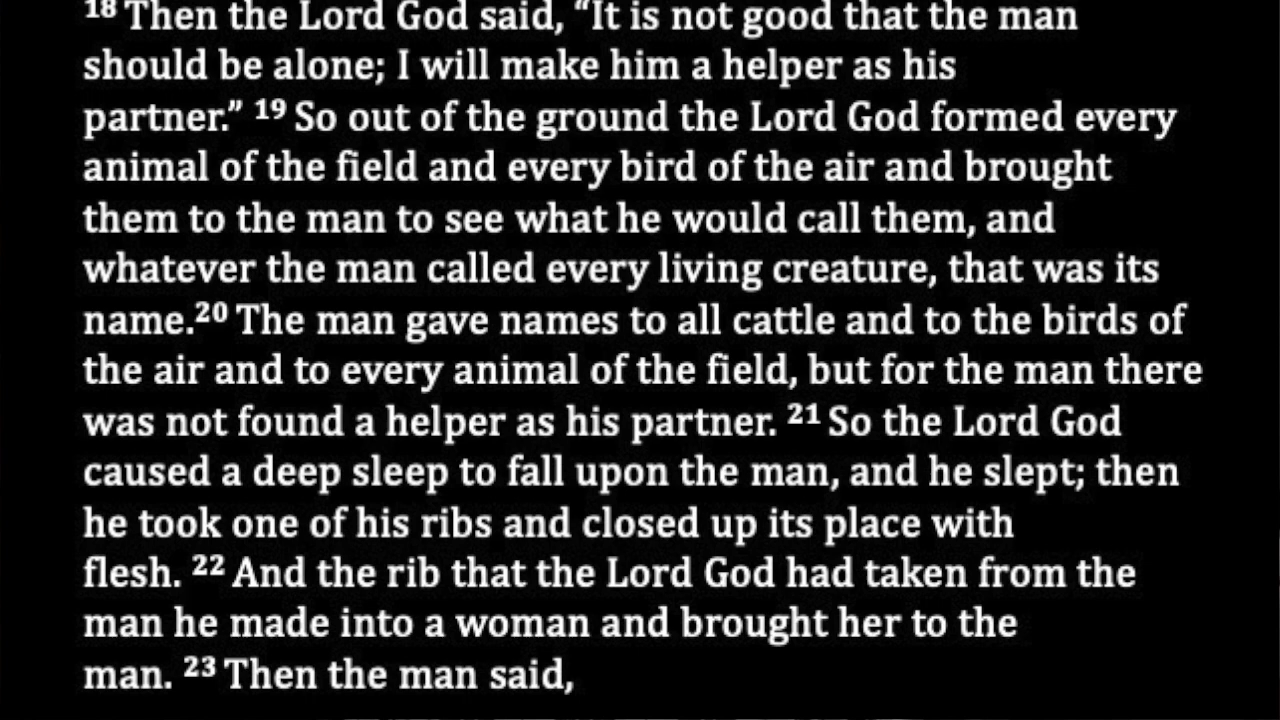 18 Then the Lord God said, “It is not good that the man
should be alone; I will make him a helper as his
partner.” 19 So out of the ground the Lord God formed every
animal of the field and every bird of the air and brought
them to the man to see what he would call them, and
whatever the man called every living creature, that was its
name.20 The man gave names to all cattle and to the birds of
the air and to every animal of the field, but for the man there
was not found a helper as his partner. 21 So the Lord God
caused a deep sleep to fall upon the man, and he slept; then
he took one of his ribs and closed up its place with
flesh. 22 And the rib that the Lord God had taken from the
man he made into a woman and brought her to the
man. 23 Then the man said,